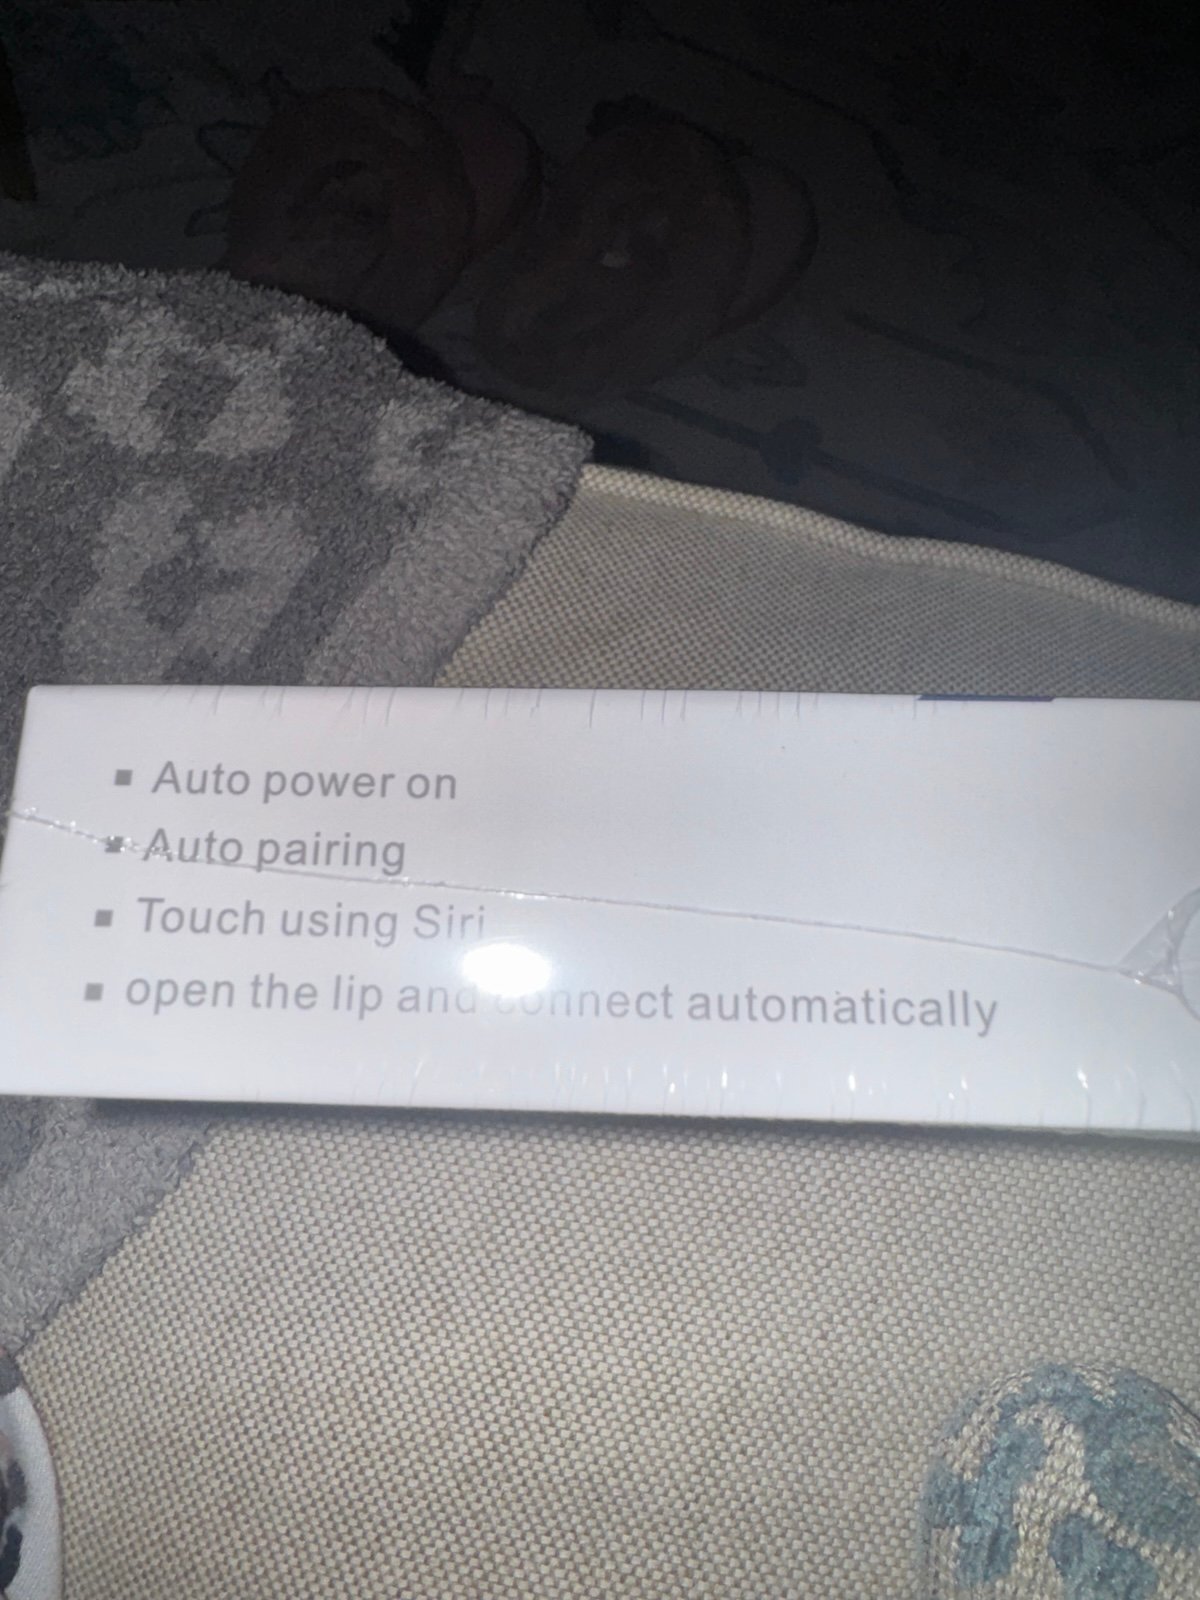 ▪ Auto power on
▪ Auto pairing
▪ Touch using Siri
▪ open the lip and connect automatically